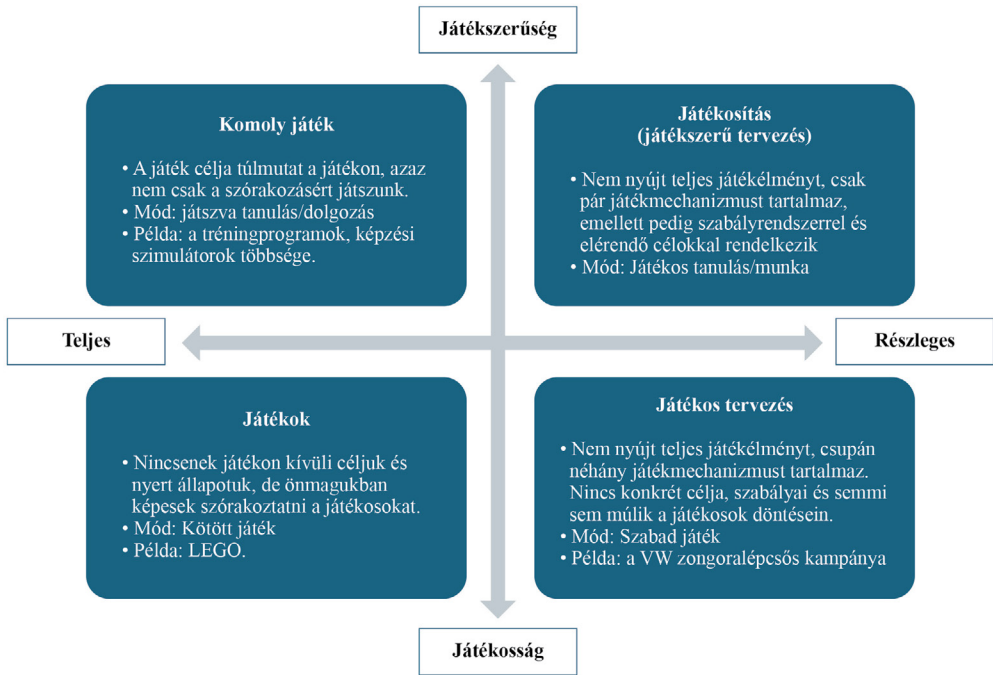 Játékszerűség
Komoly játék
• A játék célja túlmutat a játékon, azaz
nem csak a szórakozásért játszunk.
• Mód: játszva tanulás/dolgozás
• Példa: a tréningprogramok, képzési
szimulátorok többsége.
Játékosítás
(játékszerű tervezés)
• Nem nyújt teljes játékélményt, csak
pár játékmechanizmust tartalmaz,
emellett pedig szabályrendszerrel és
elérendő célokkal rendelkezik
• Mód: Játékos tanulás/munka
Teljes
Részleges
Játékok
• Nincsenek játékon kívüli céljuk és
nyert állapotuk, de önmagukban
képesek szórakoztatni a játékosokat.
• Mód: Kötött játék
• Példa: LEGO.
Játékos tervezés
• Nem nyújt teljes játékélményt, csupán
néhány játékmechanizmust tartalmaz.
Nincs konkrét célja, szabályai és semmi
sem múlik a játékosok döntésein.
• Mód: Szabad játék
• Példa: a VW zongoralépcsős kampánya
Játékosság